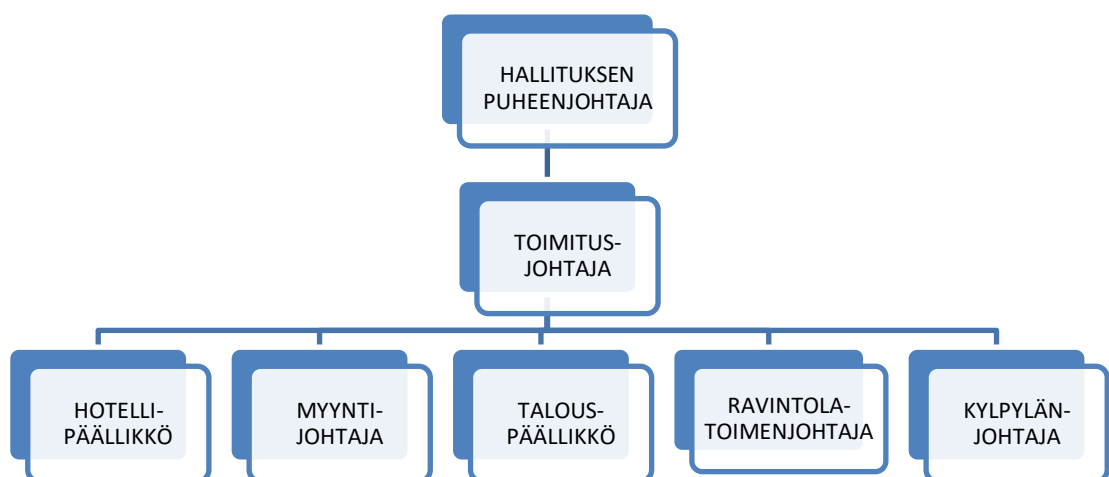 HALLITUKSEN
PUHEENJOHTAJA
TOIMITUS-
JOHTAJA
HOTELLI-
PÄÄLLIKKÖ
MYYNTI-
JOHTAJA
TALOUS-
PÄÄLLIKKÖ
RAVINTOLA-
TOIMENJOHTAJA
KYLPYLÄN-
JOHTAJA